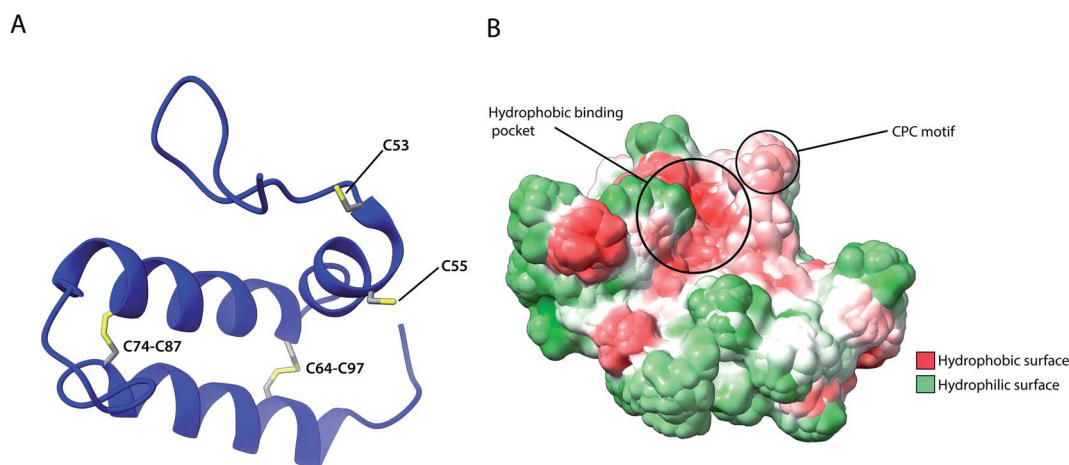 A
B
Hydrophobic binding
pocket
CPC motif
C53
C55
C74-C87
C64-C97
Hydrophobic surface
Hydrophilic surface